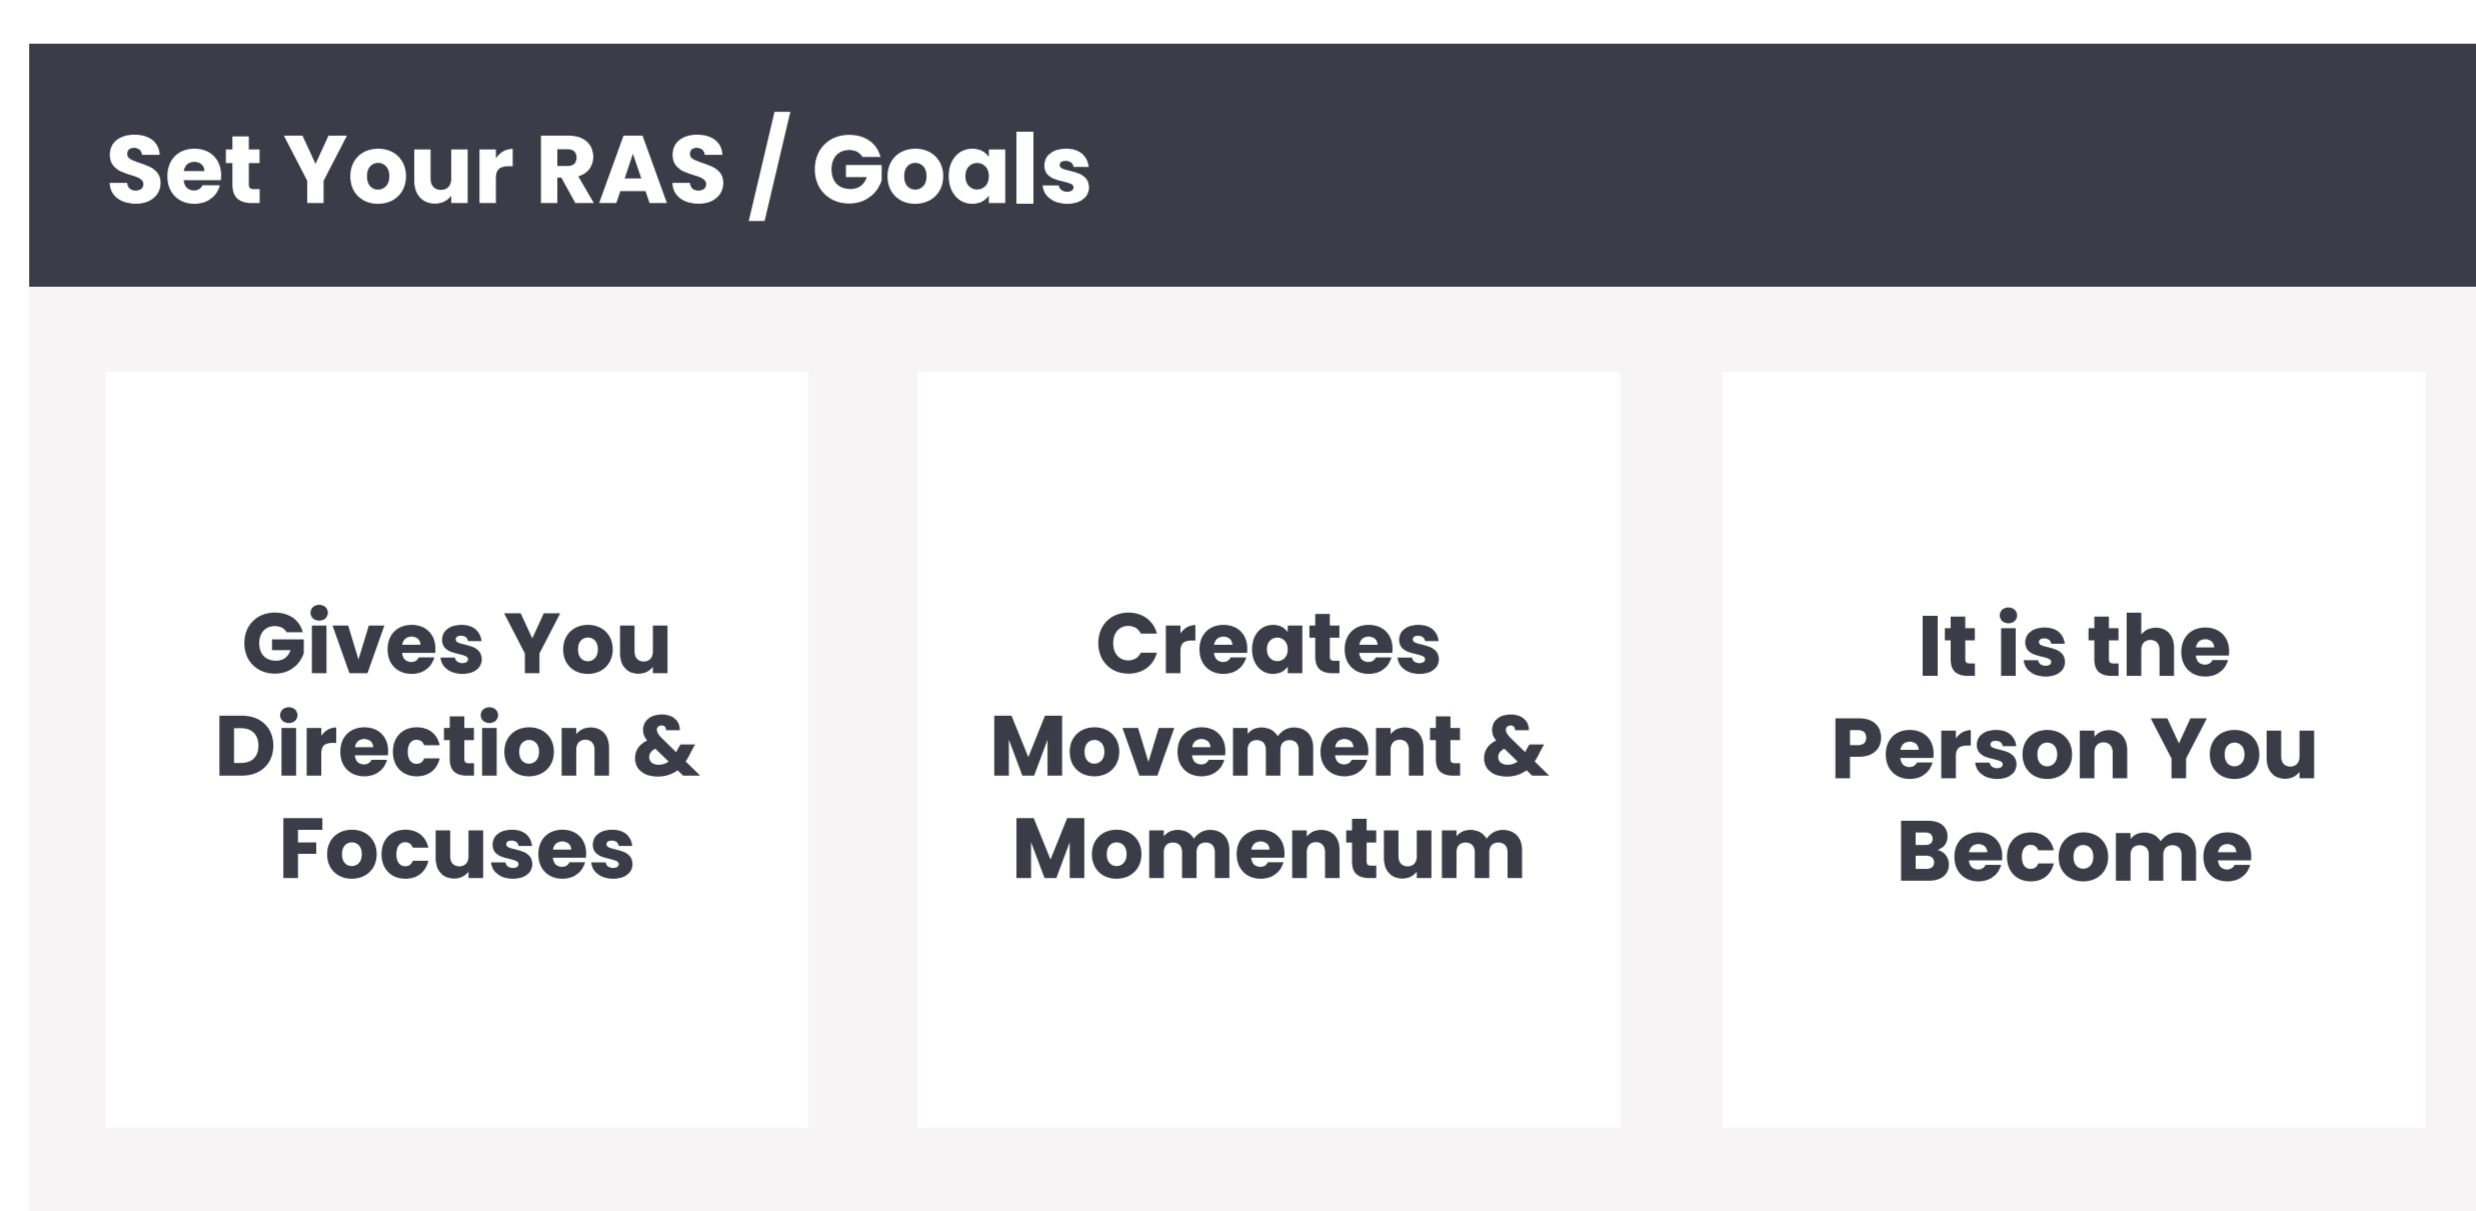 Set Your RAS / Goals
Gives You
Direction &
Focuses
Creates
Movement &
Momentum
It is the
Person You
Become